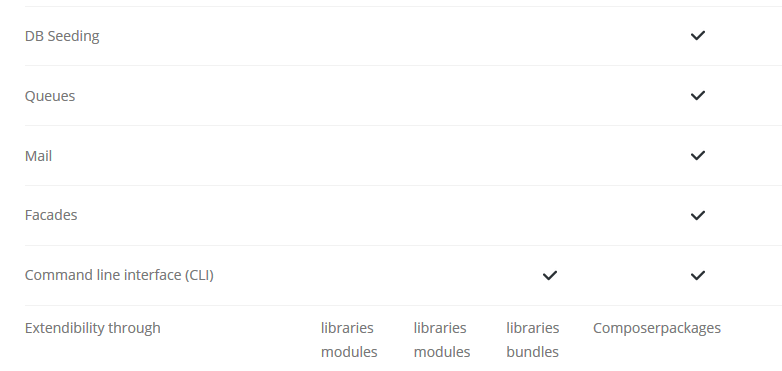 DB Seeding
Queues
Mail
Facades
Command line interface (CLI)
Extendibility through libraries libraries libraries Composerpackages
modules modules bundles